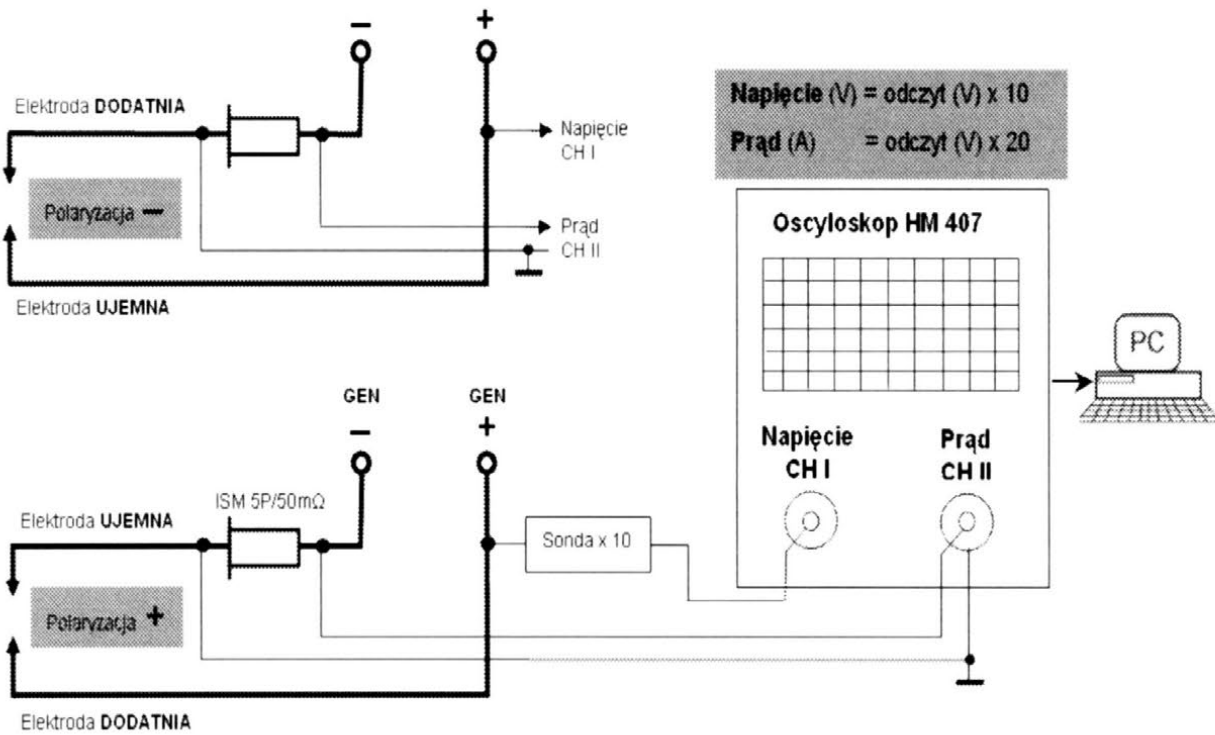 −
+
Elektroda DODATNIA
Napięcie
CH I
Polaryzacja −
Prąd
CH II
Elektroda UJEMNA
Napięcie (V) = odczyt (V) x 10
Prąd (A) = odczyt (V) x 20
Oscyloskop HM 407
PC
Napięcie
CH I
Prąd
CH II
GEN
−
GEN
+
ISM 5P/50mΩ
Elektroda UJEMNA
Sonda x 10
Polaryzacja +
Elektroda DODATNIA